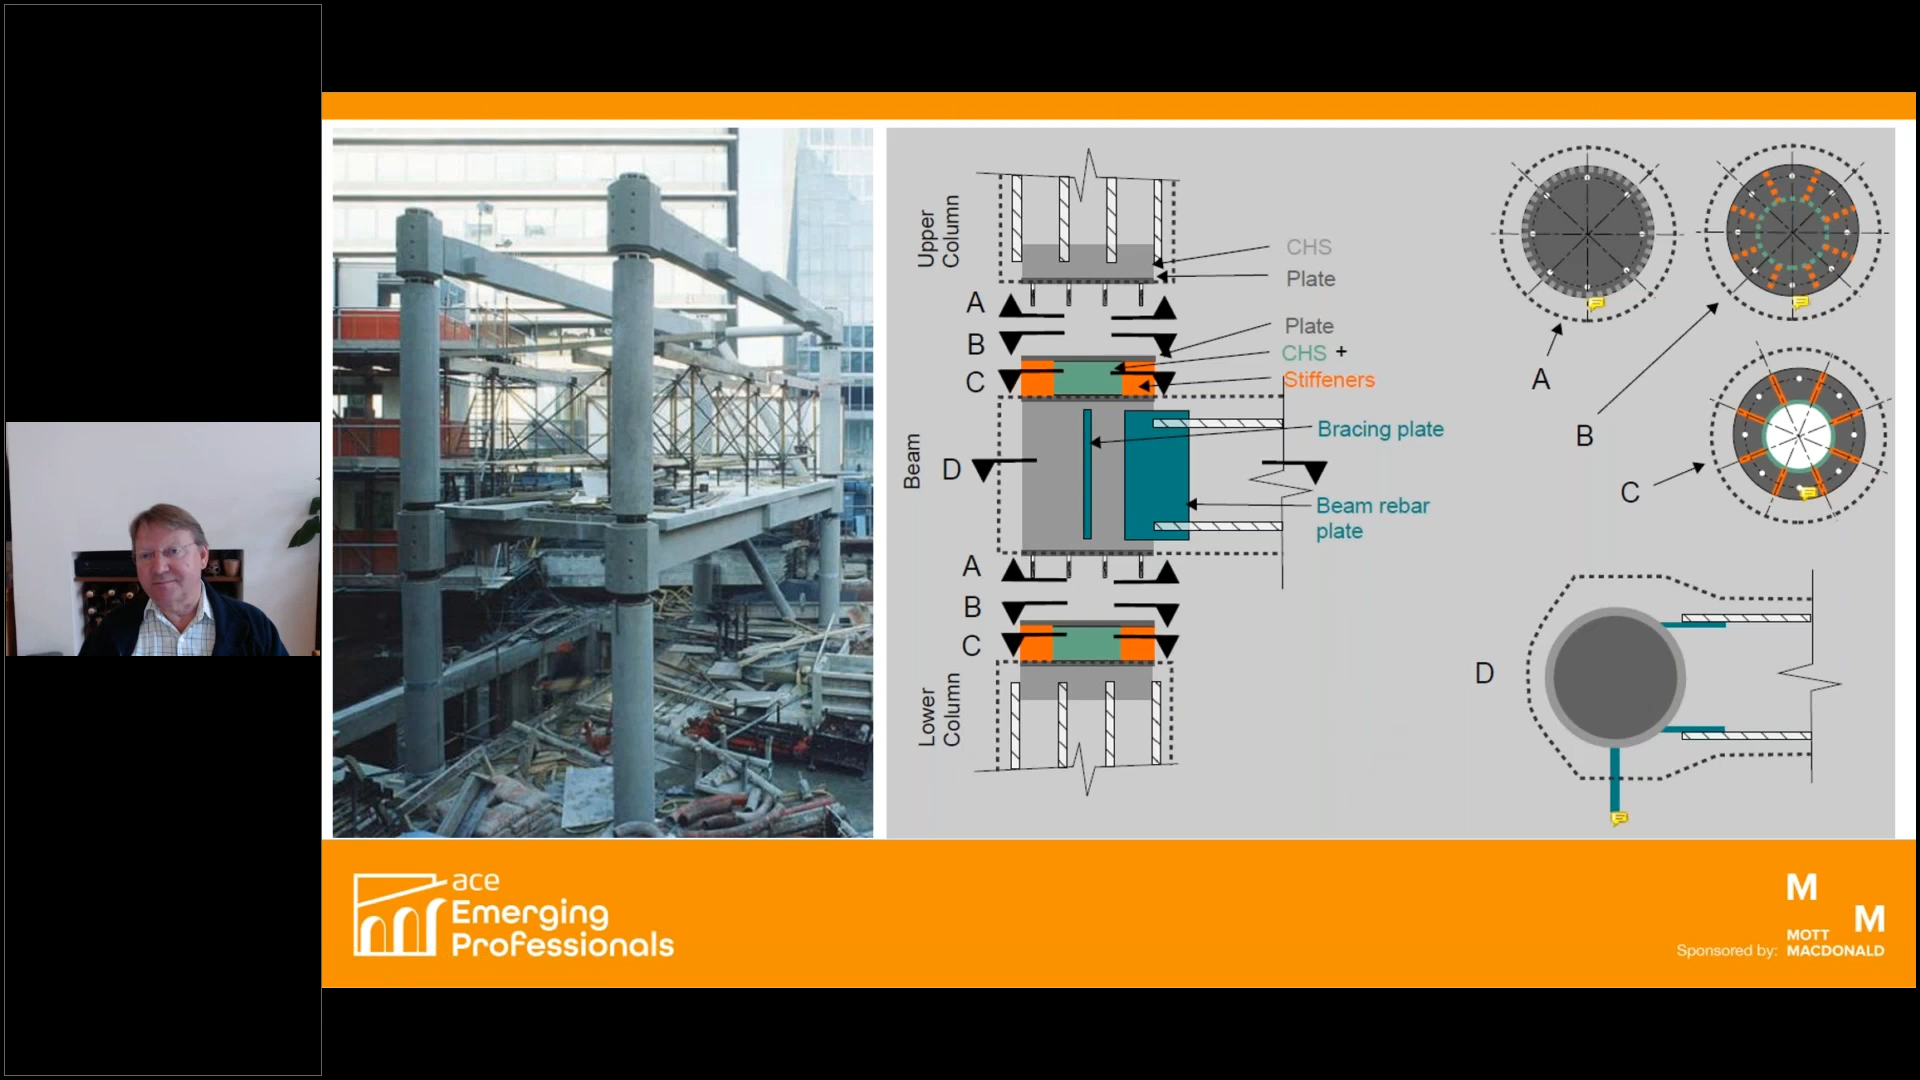 Upper
Column
CHS
Plate
A
B
C
Plate
CHS +
Stiffeners
Beam
D
Bracing plate
Beam rebar
plate
A
B
C
Lower
Column
A
B
C
D
ace
Emerging
Professionals
M
M
Sponsored by: MOTT
MACDONALD